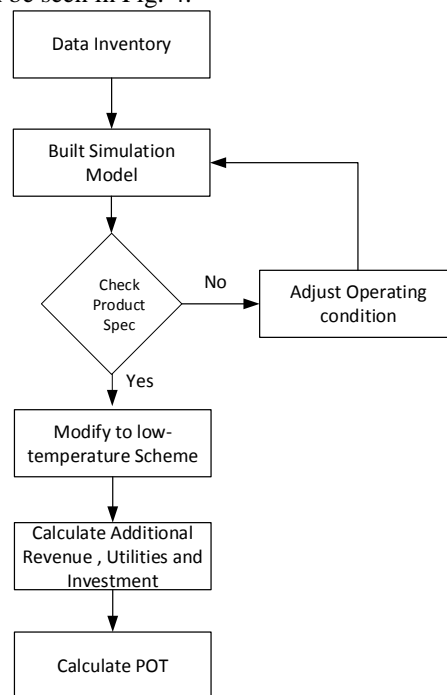 be seen in Fig. 4.
Data Inventory
Built Simulation
Model
Check
Product
Spec
No
Adjust Operating
condition
Yes
Modify to low-
temperature Scheme
Calculate Additional
Revenue , Utilities and
Investment
Calculate POT